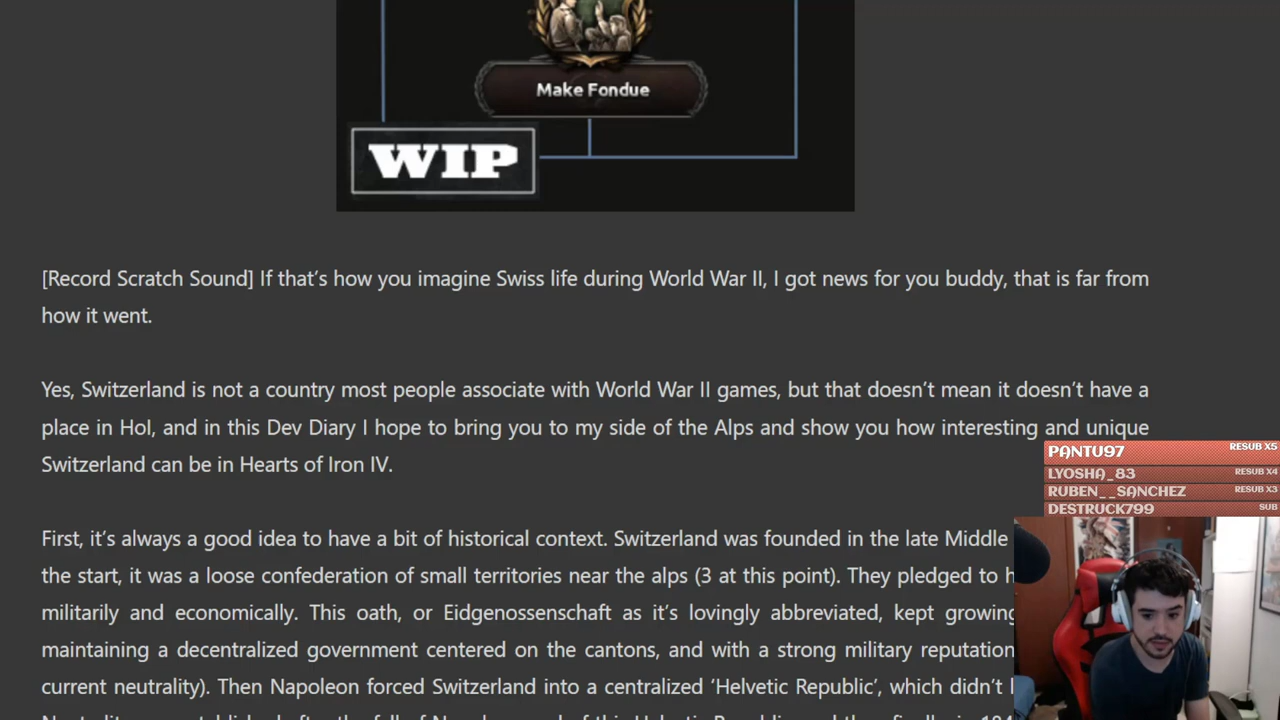 Make Fondue
WIP
[Record Scratch Sound] If that's how you imagine Swiss life during World War II, I got news for you buddy, that is far from
how it went.
Yes, Switzerland is not a country most people associate with World War II games, but that doesn't mean it doesn't have a
place in HoI, and in this Dev Diary I hope to bring you to my side of the Alps and show you how interesting and unique
Switzerland can be in Hearts of Iron IV.
PANTU97 RESUB X5
LYOSHA_83 RESUB X4
RUBEN__SANCHEZ RESUB X3
DESTRUCK799 SUB
First, it's always a good idea to have a bit of historical context. Switzerland was founded in the late Middle
the start, it was a loose confederation of small territories near the alps (3 at this point). They pledged to
militarily and economically. This oath, or Eidgenossenschaft as it's lovingly abbreviated, kept growing
maintaining a decentralized government centered on the cantons, and with a strong military reputation
current neutrality). Then Napoleon forced Switzerland into a centralized 'Helvetic Republic', which didn't